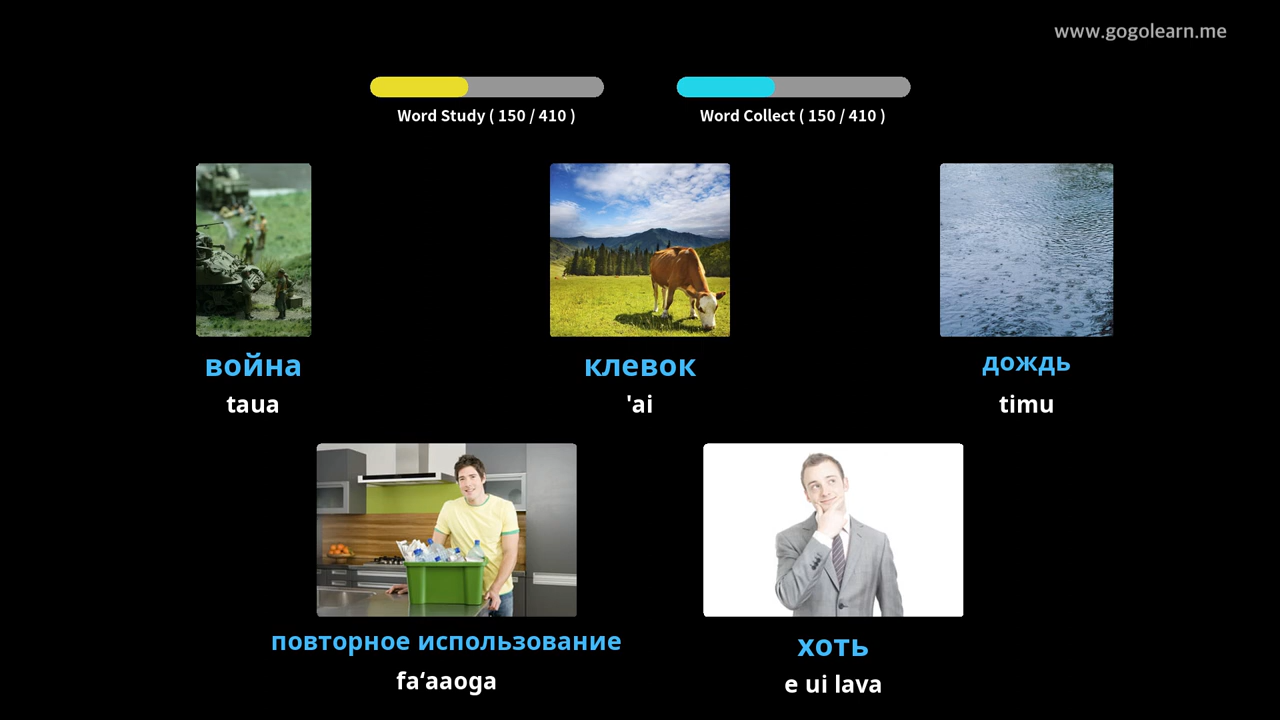 www.gogolearn.me
Word Study ( 150 / 410 )
Word Collect ( 150 / 410 )
война
taua
клевок
'ai
дождь
timu
повторное использование
fa‘aaoga
хоть
e ui lava